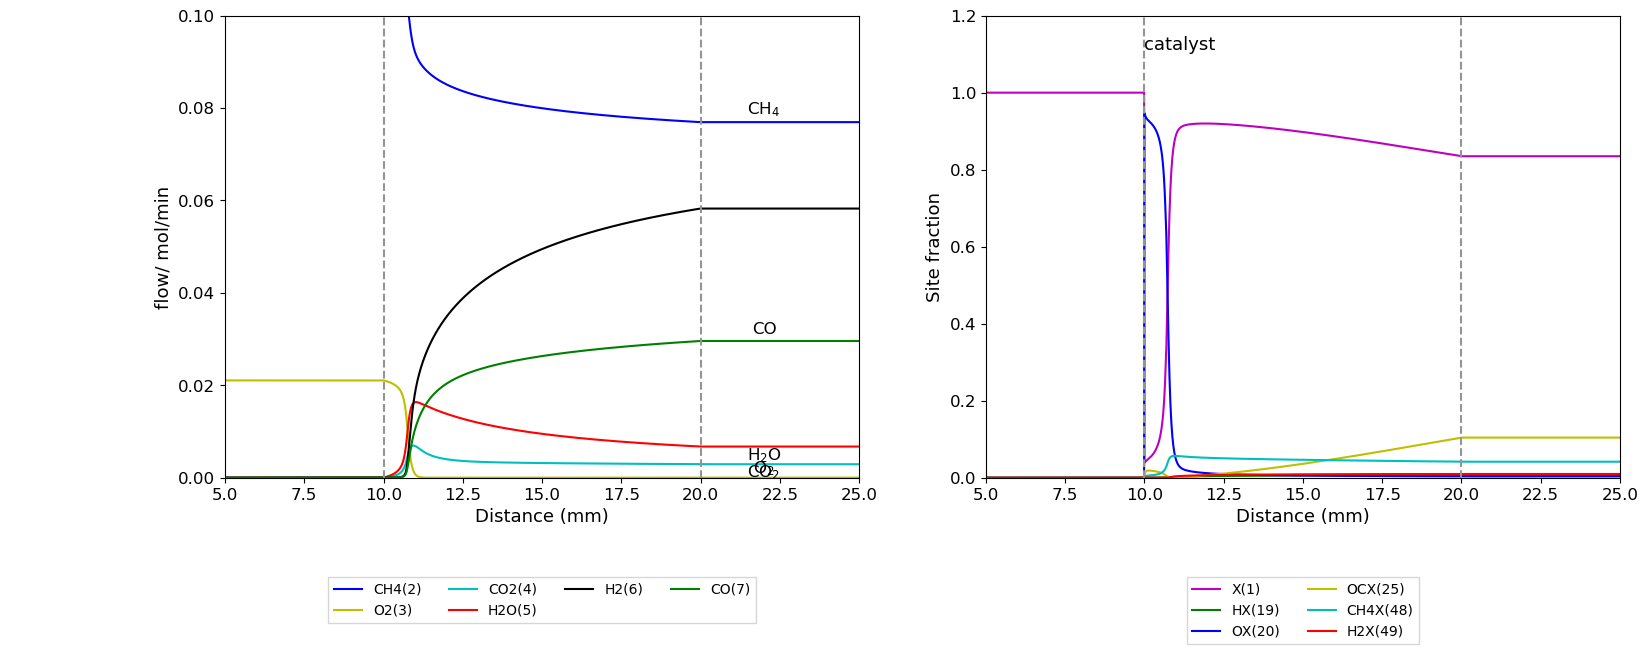 0.10
0.08
0.06
0.04
0.02
0.00
flow/ mol/min
CH₄
CO
H₂O
O₂
CO₂
5.0 7.5 10.0 12.5 15.0 17.5 20.0 22.5 25.0
Distance (mm)
CH4(2) CO2(4) H2(6) CO(7)
O2(3) H2O(5)
1.2
1.0
0.8
0.6
0.4
0.2
0.0
Site fraction
catalyst
5.0 7.5 10.0 12.5 15.0 17.5 20.0 22.5 25.0
Distance (mm)
X(1) OCX(25)
HX(19) CH4X(48)
OX(20) H2X(49)